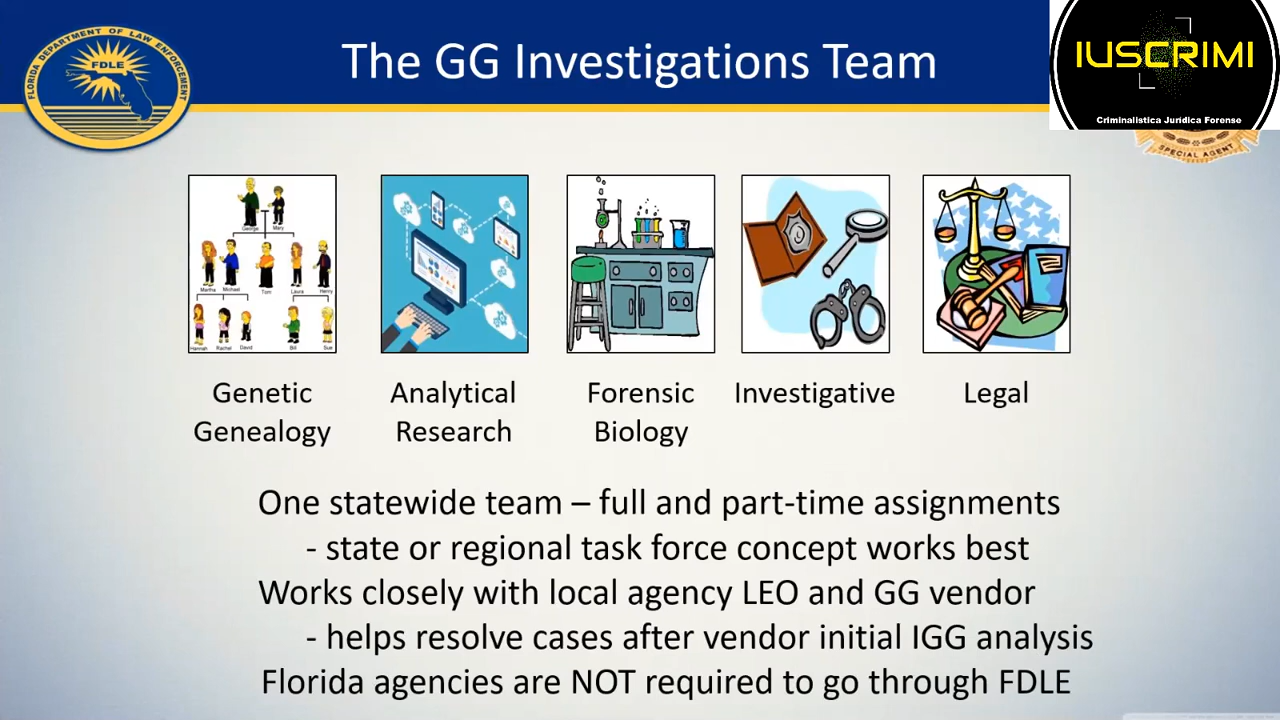 The GG Investigations Team
FLORIDA DEPARTMENT OF LAW ENFORCEMENT
FDLE
IUSCRIMI
Criminalística Jurídica Forense
SPECIAL AGENT
George Mary
Martha Michael Tom Laura Henry
Hannah Rachel David Bill Sue
Genetic
Genealogy
Analytical
Research
Forensic
Biology
Investigative
Legal
One statewide team – full and part-time assignments
- state or regional task force concept works best
Works closely with local agency LEO and GG vendor
- helps resolve cases after vendor initial IGG analysis
Florida agencies are NOT required to go through FDLE